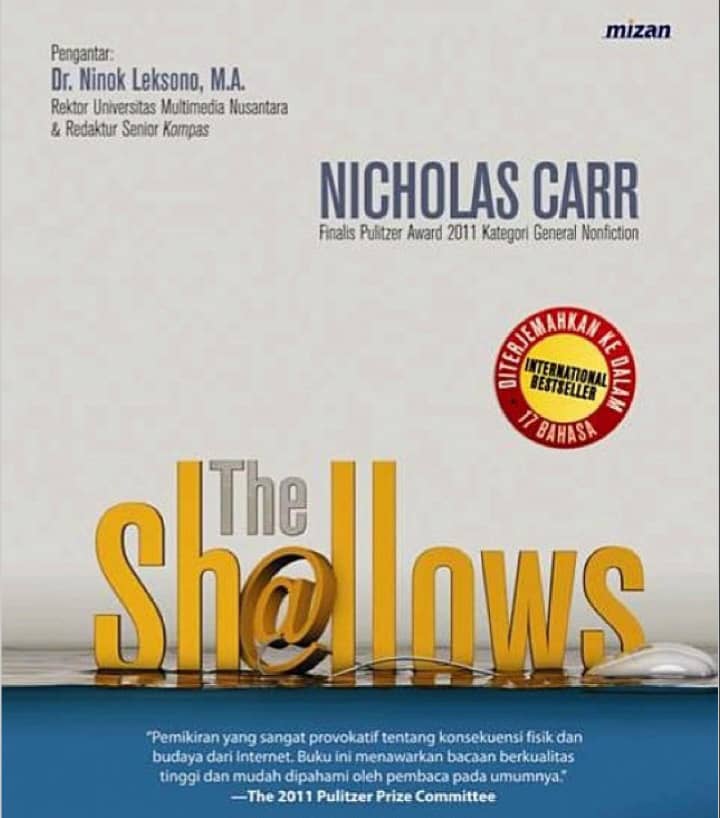 mizan
Pengantar:
Dr. Ninok Leksono, M.A.
Rektor Universitas Multimedia Nusantara
& Redaktur Senior Kompas
NICHOLAS CARR
Finalis Pulitzer Award 2011 Kategori General Nonfiction
DITERJEMAHKAN KE DALAM
INTERNATIONAL
BESTSELLER
17 BAHASA
The
Sh@llows
"Pemikiran yang sangat provokatif tentang konsekuensi fisik dan
budaya dari Internet. Buku ini menawarkan bacaan berkualitas
tinggi dan mudah dipahami oleh pembaca pada umumnya."
—The 2011 Pulitzer Prize Committee